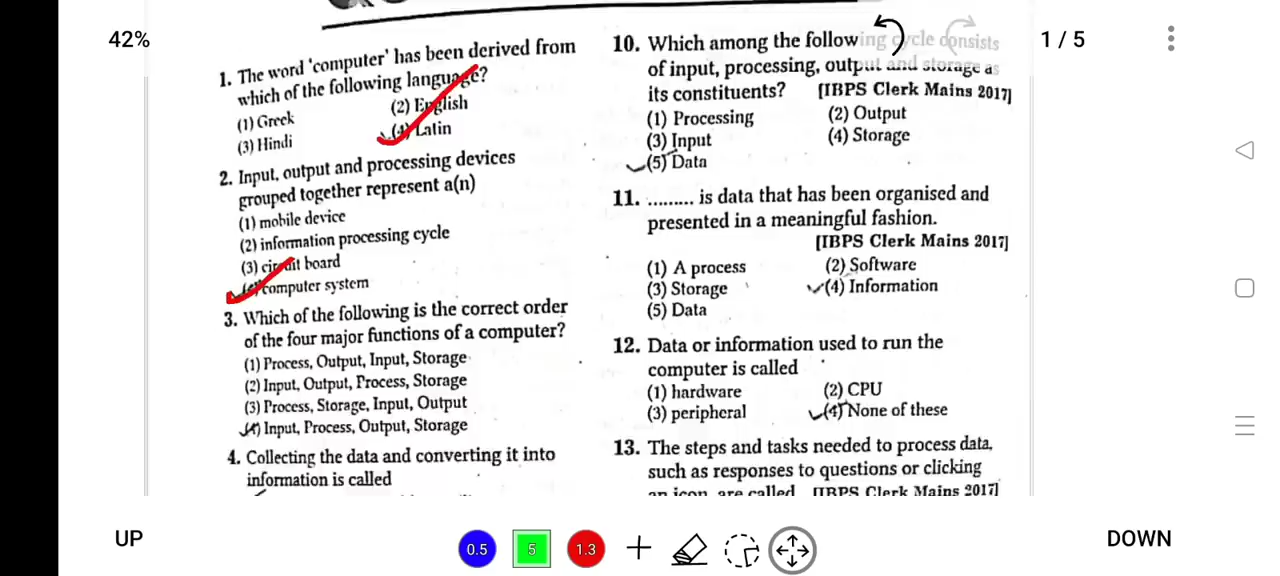 42%
1 / 5
1. The word 'computer' has been derived from
which of the following language?
(1) Greek
(2) English
(3) Hindi
(4) Latin
2. Input, output and processing devices
grouped together represent a(n)
(1) mobile device
(2) information processing cycle
(3) circuit board
(4) computer system
3. Which of the following is the correct order
of the four major functions of a computer?
(1) Process, Output, Input, Storage
(2) Input, Output, Process, Storage
(3) Process, Storage, Input, Output
(4) Input, Process, Output, Storage
4. Collecting the data and converting it into
information is called
10. Which among the following cycle consists
of input, processing, output and storage as
its constituents? [IBPS Clerk Mains 2017]
(1) Processing
(2) Output
(3) Input
(4) Storage
(5) Data
11. ......... is data that has been organised and
presented in a meaningful fashion.
[IBPS Clerk Mains 2017]
(1) A process
(2) Software
(3) Storage
(4) Information
(5) Data
12. Data or information used to run the
computer is called
(1) hardware
(2) CPU
(3) peripheral
(4) None of these
13. The steps and tasks needed to process data,
such as responses to questions or clicking
an icon, are called [IBPS Clerk Mains 2017]
UP
0.5
5
1.3
DOWN